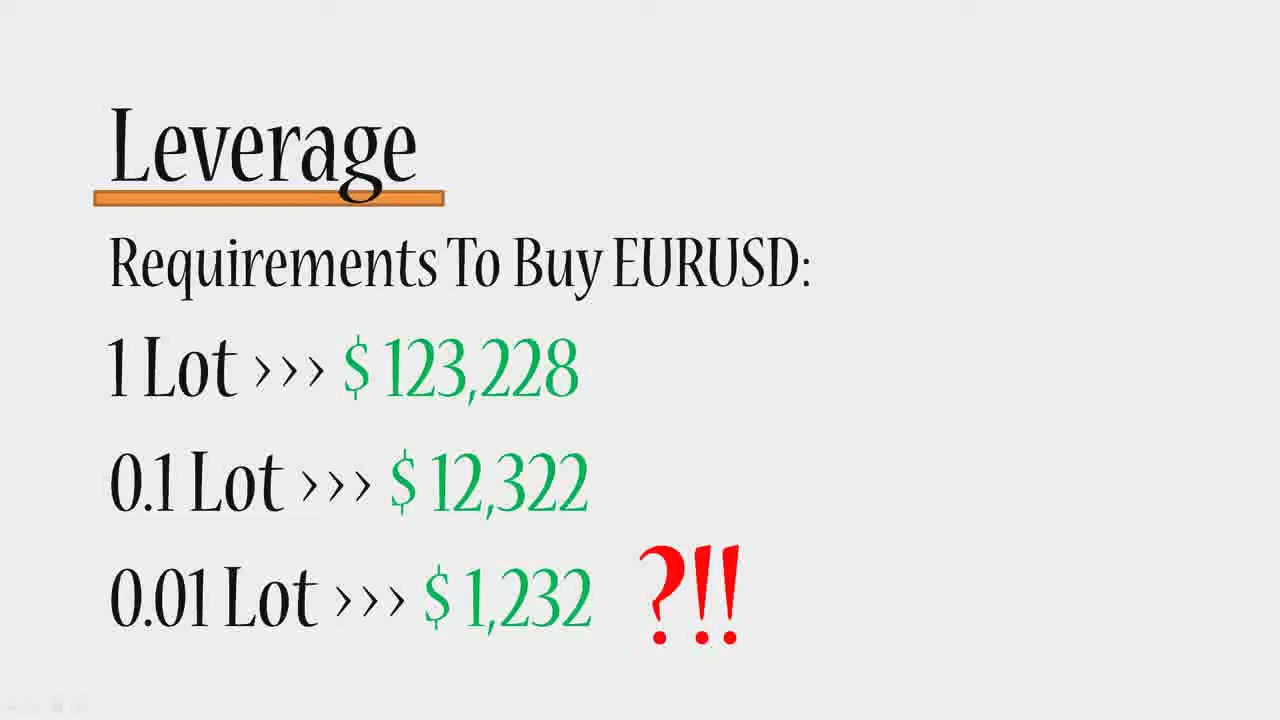 Leverage
Requirements To Buy EURUSD:
1 Lot >>> $ 123,228
0.1 Lot >>> $ 12,322
0.01 Lot >>> $ 1,232 ?!!